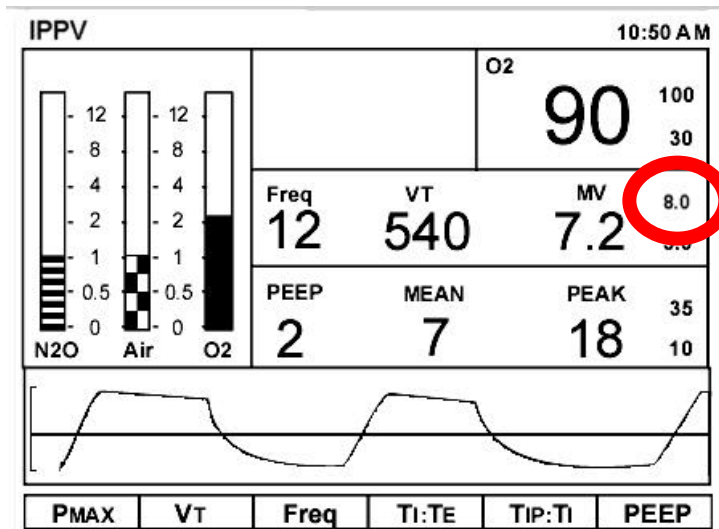 IPPV 10:50 AM
O2
90 100
30
12 12
8 8
4 4
2 2
1 1
0.5 0.5
0 0
N2O Air O2
Freq VT MV 8.0
12 540 7.2
PEEP MEAN PEAK 35
2 7 18 10
PMAX VT Freq TI:TE TIP:TI PEEP